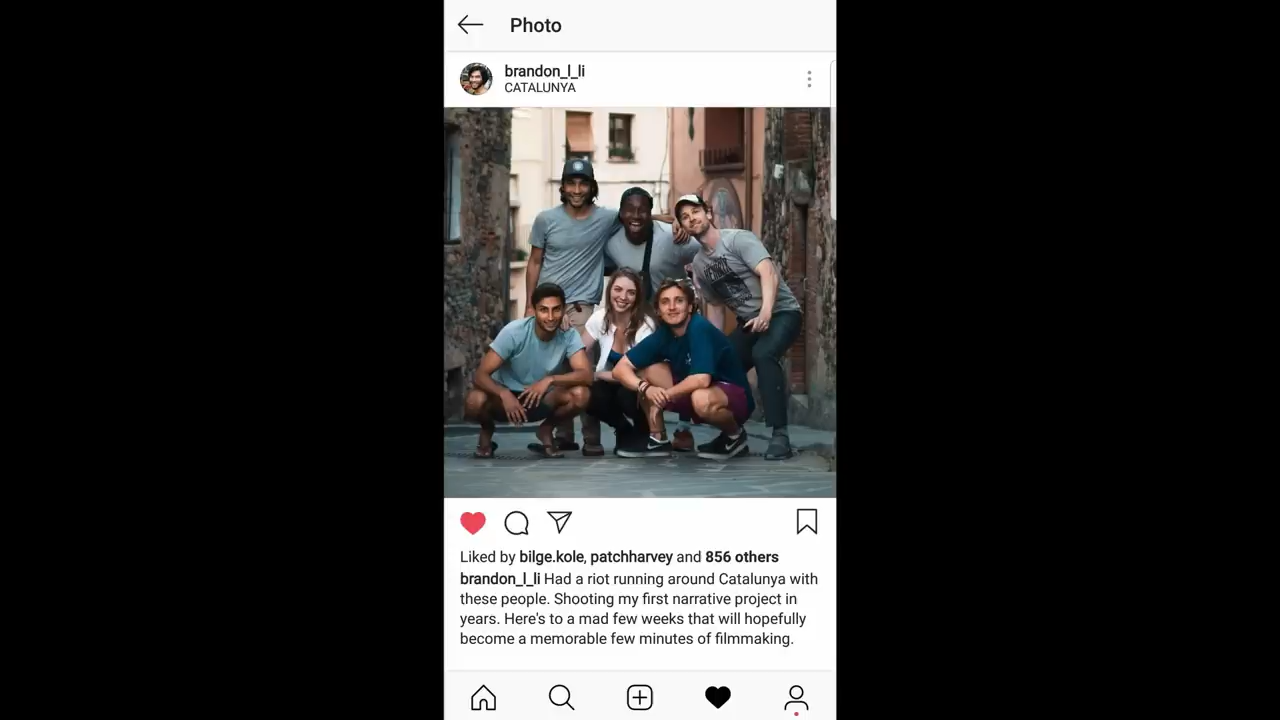 Photo
brandon_l_li
CATALUNYA
Liked by bilge.kole, patchharvey and 856 others
brandon_l_li Had a riot running around Catalunya with
these people. Shooting my first narrative project in
years. Here's to a mad few weeks that will hopefully
become a memorable few minutes of filmmaking.